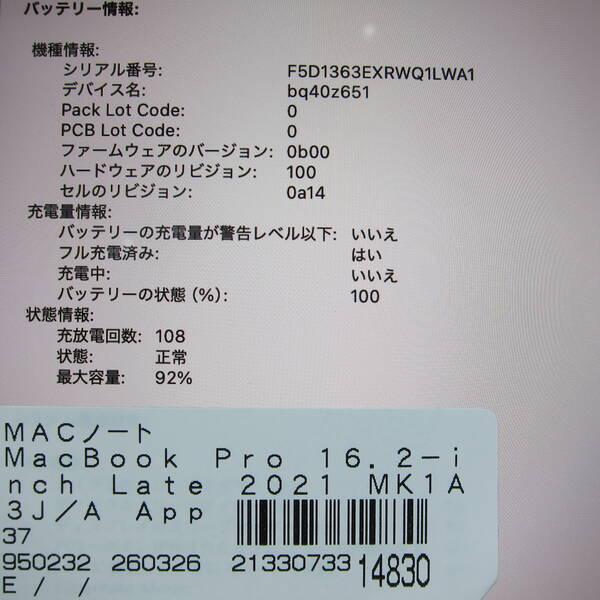 バッテリー情報:
機種情報:
シリアル番号: F5D1363EXRWQ1LWA1
デバイス名: bq40z651
Pack Lot Code: 0
PCB Lot Code: 0
ファームウェアのバージョン: 0b00
ハードウェアのリビジョン: 100
セルのリビジョン: 0a14
充電量情報:
バッテリーの充電量が警告レベル以下: いいえ
フル充電済み: はい
充電中: いいえ
バッテリーの状態（%）: 100
状態情報:
充放電回数: 108
状態: 正常
最大容量: 92%
MACノート
MacBook Pro 16.2-i
nch Late 2021 MK1A
3J/A App
37
950232 260326 21330733 14830
E / /